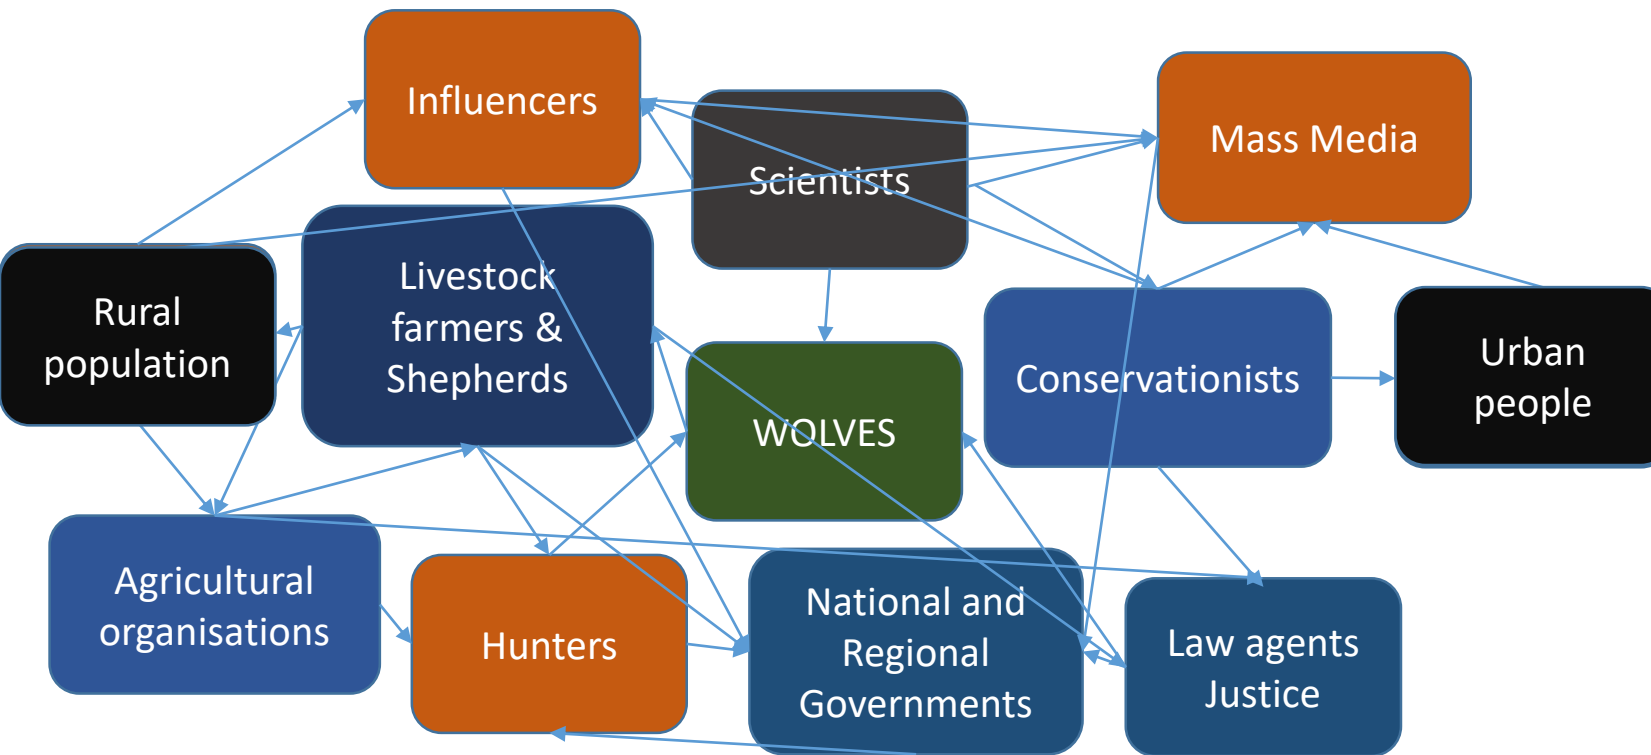 Influencers
Scientists
Mass Media
Rural
population
Livestock
farmers &
Shepherds
WOLVES
Conservationists
Urban
people
Agricultural
organisations
Hunters
National and
Regional
Governments
Law agents
Justice